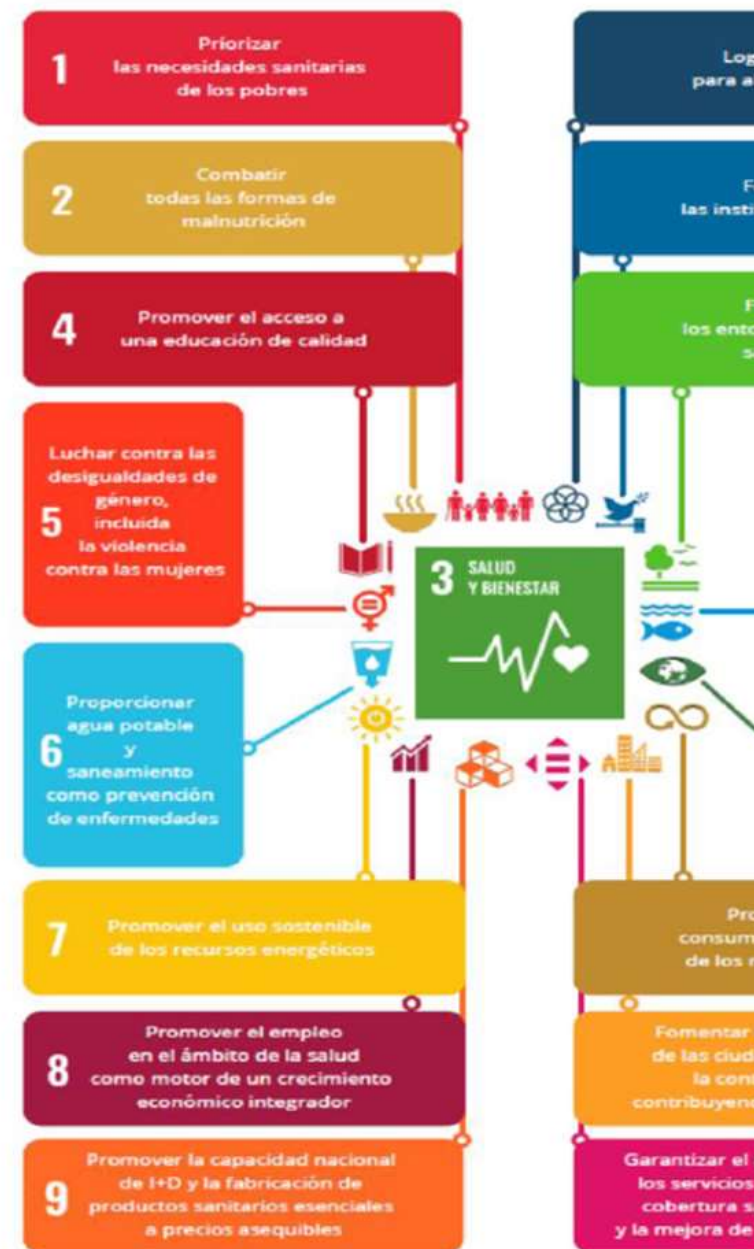 1
Priorizar
las necesidades sanitarias
de los pobres
2
Combatir
todas las formas de
malnutrición
4
Promover el acceso a
una educación de calidad
5
Luchar contra las
desigualdades de
género,
incluida
la violencia
contra las mujeres
6
Proporcionar
agua potable
y
saneamiento
como prevención
de enfermedades
7
Promover el uso sostenible
de los recursos energéticos
8
Promover el empleo
en el ámbito de la salud
como motor de un crecimiento
económico integrador
9
Promover la capacidad nacional
de I+D y la fabricación de
productos sanitarios esenciales
a precios asequibles
3 SALUD
Y BIENESTAR
Log
para a
F
las insti
F
los ento
s
Pro
consum
de los r
Fomentar
de las ciud
la con
contribuyend
Garantizar el
los servicios
cobertura s
y la mejora de